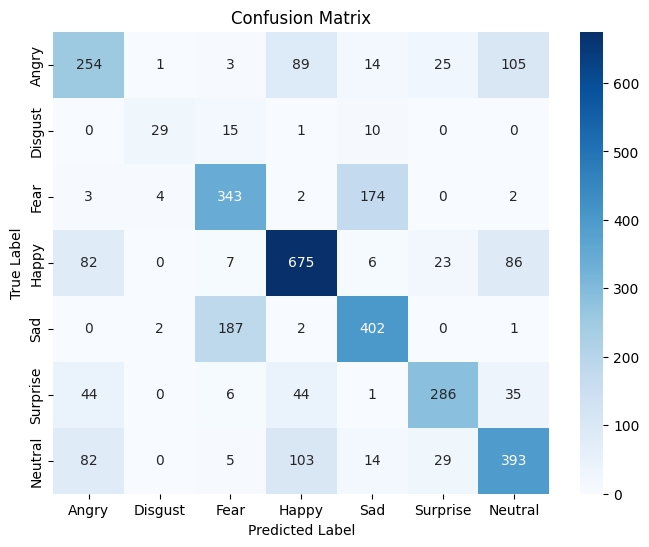 Confusion Matrix
True Label
Angry 254 1 3 89 14 25 105
Disgust 0 29 15 1 10 0 0
Fear 3 4 343 2 174 0 2
Happy 82 0 7 675 6 23 86
Sad 0 2 187 2 402 0 1
Surprise 44 0 6 44 1 286 35
Neutral 82 0 5 103 14 29 393
Angry Disgust Fear Happy Sad Surprise Neutral
Predicted Label
600
500
400
300
200
100
0